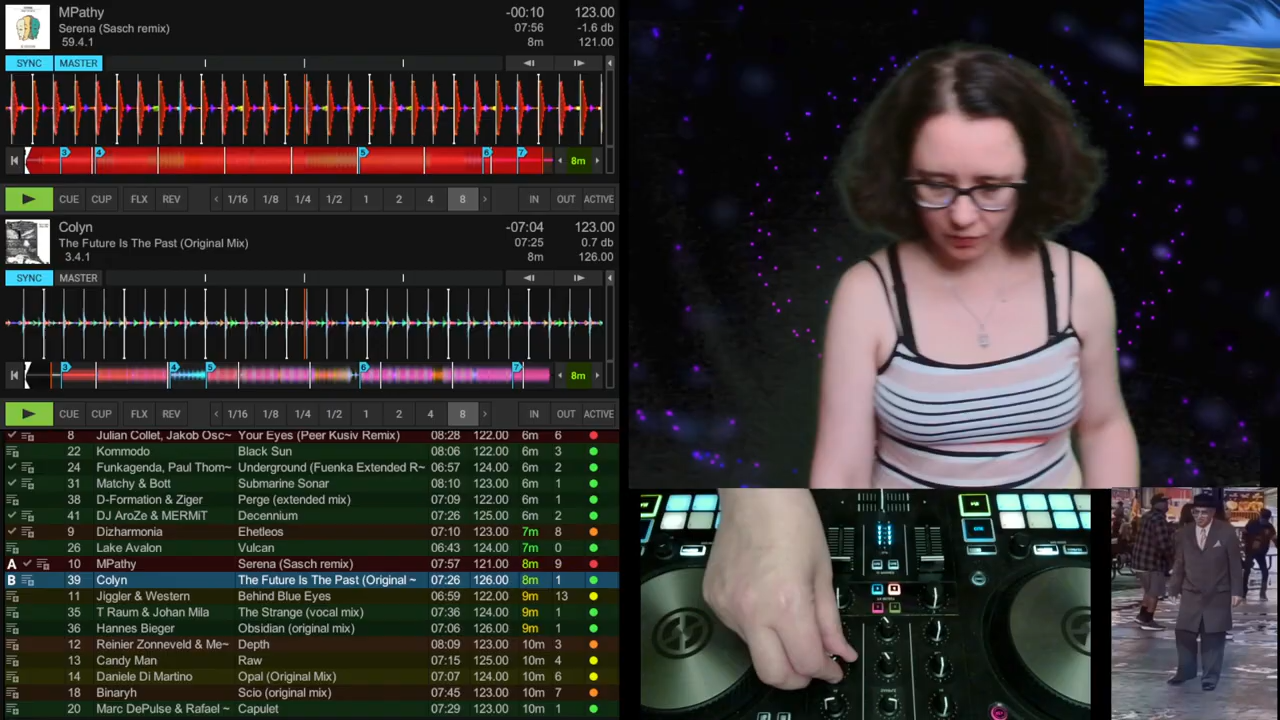 MPathy -00:10 123.00
Serena (Sasch remix) 07:56 -1.6 db
59.4.1 8m 121.00
SYNC MASTER
3 4 5 6 7 8m
CUE CUP FLX REV 1/16 1/8 1/4 1/2 1 2 4 8 IN OUT ACTIVE
Colyn -07:04 123.00
The Future Is The Past (Original Mix) 07:25 0.7 db
3.4.1 8m 126.00
SYNC MASTER
3 4 5 6 7 8m
CUE CUP FLX REV 1/16 1/8 1/4 1/2 1 2 4 8 IN OUT ACTIVE
8 Julian Collet, Jakob Osc~ Your Eyes (Peer Kusiv Remix) 08:28 122.00 6m 6
22 Kommodo Black Sun 08:06 122.00 6m 3
24 Funkagenda, Paul Thom~ Underground (Fuenka Extended R~ 06:57 124.00 6m 2
31 Matchy & Bott Submarine Sonar 08:10 123.00 6m 1
38 D-Formation & Ziger Perge (extended mix) 07:09 122.00 6m 1
41 DJ AroZe & MERMiT Decennium 07:26 125.00 6m 2
9 Dizharmonia Ehetleos 07:10 123.00 7m 8
26 Lake Avalon Vulcan 06:43 124.00 7m 0
A 10 MPathy Serena (Sasch remix) 07:57 121.00 8m 9
B 39 Colyn The Future Is The Past (Original ~ 07:26 126.00 8m 1
11 Jiggler & Western Behind Blue Eyes 06:59 122.00 9m 13
35 T Raum & Johan Mila The Strange (vocal mix) 07:36 124.00 9m 1
36 Hannes Bieger Obsidian (original mix) 07:06 126.00 9m 1
12 Reinier Zonneveld & Me~ Depth 08:09 123.00 10m 3
13 Candy Man Raw 07:15 125.00 10m 4
14 Daniele Di Martino Opal (Original Mix) 07:07 124.00 10m 6
18 Binaryh Scio (original mix) 07:45 123.00 10m 7
20 Marc DePulse & Rafael ~ Capulet 07:29 123.00 10m 1